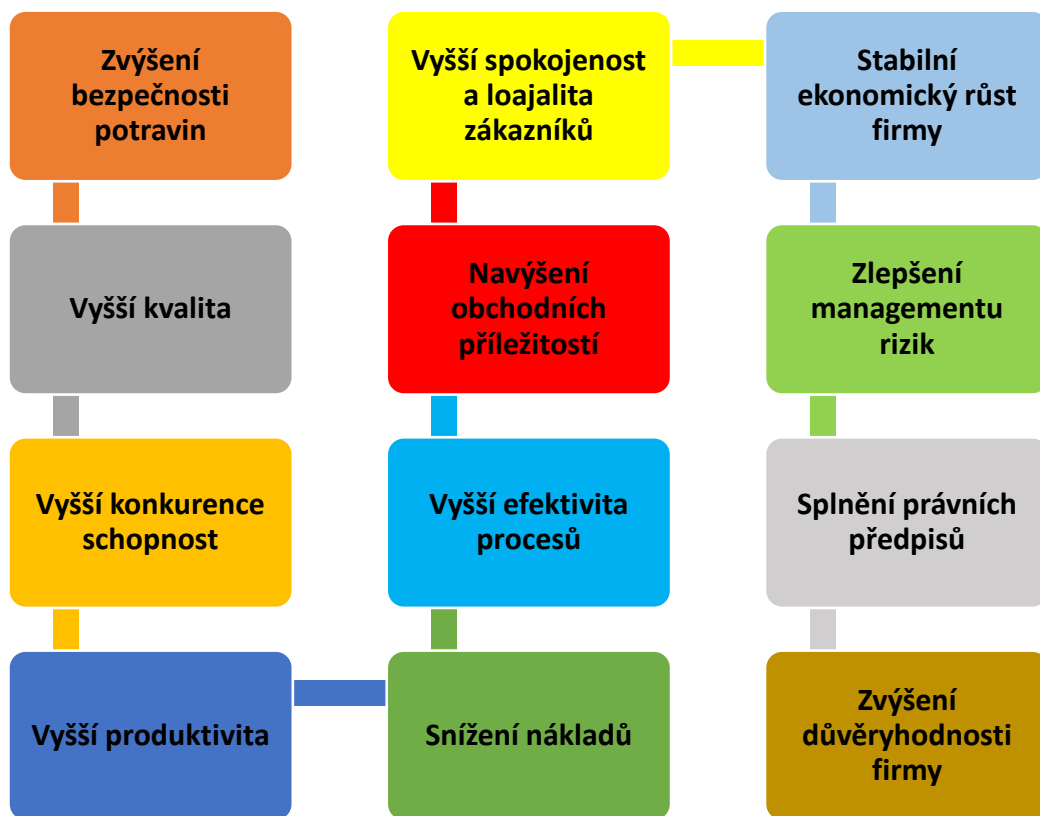 Zvýšení
bezpečnosti
potravin
Vyšší kvalita
Vyšší konkurence
schopnost
Vyšší produktivita
Snížení nákladů
Vyšší efektivita
procesů
Navýšení
obchodních
příležitostí
Vyšší spokojenost
a loajalita
zákazníků
Stabilní
ekonomický růst
firmy
Zlepšení
managementu
rizik
Splnění právních
předpisů
Zvýšení
důvěryhodnosti
firmy